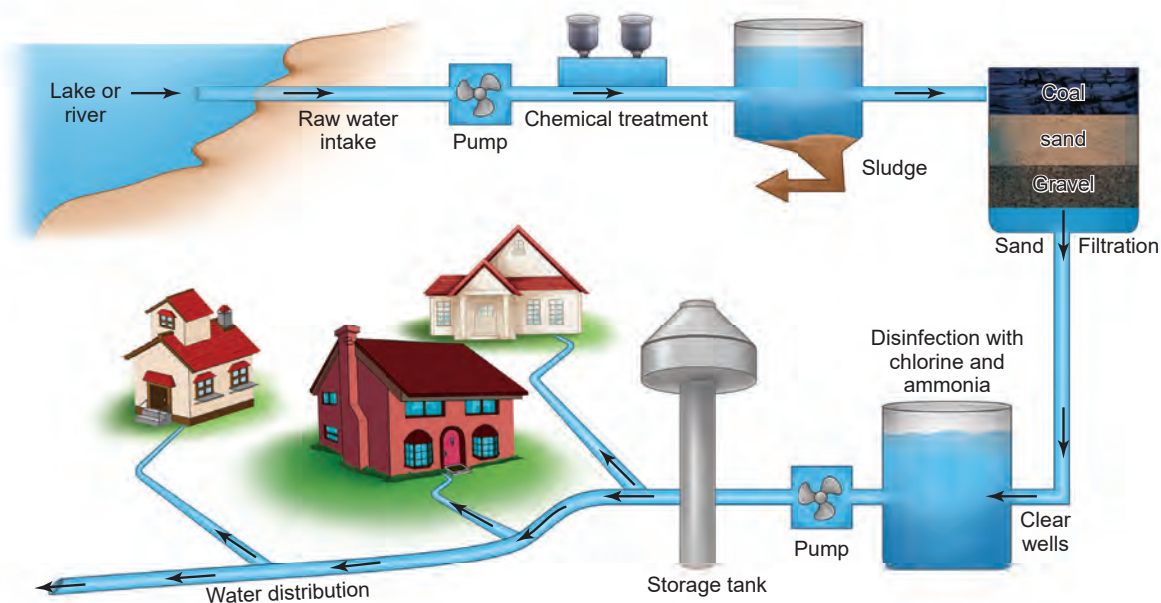 Lake or
river
Raw water
intake
Pump
Chemical treatment
Sludge
Coal
sand
Gravel
Sand Filtration
Disinfection with
chlorine and
ammonia
Clear
wells
Pump
Storage tank
Water distribution